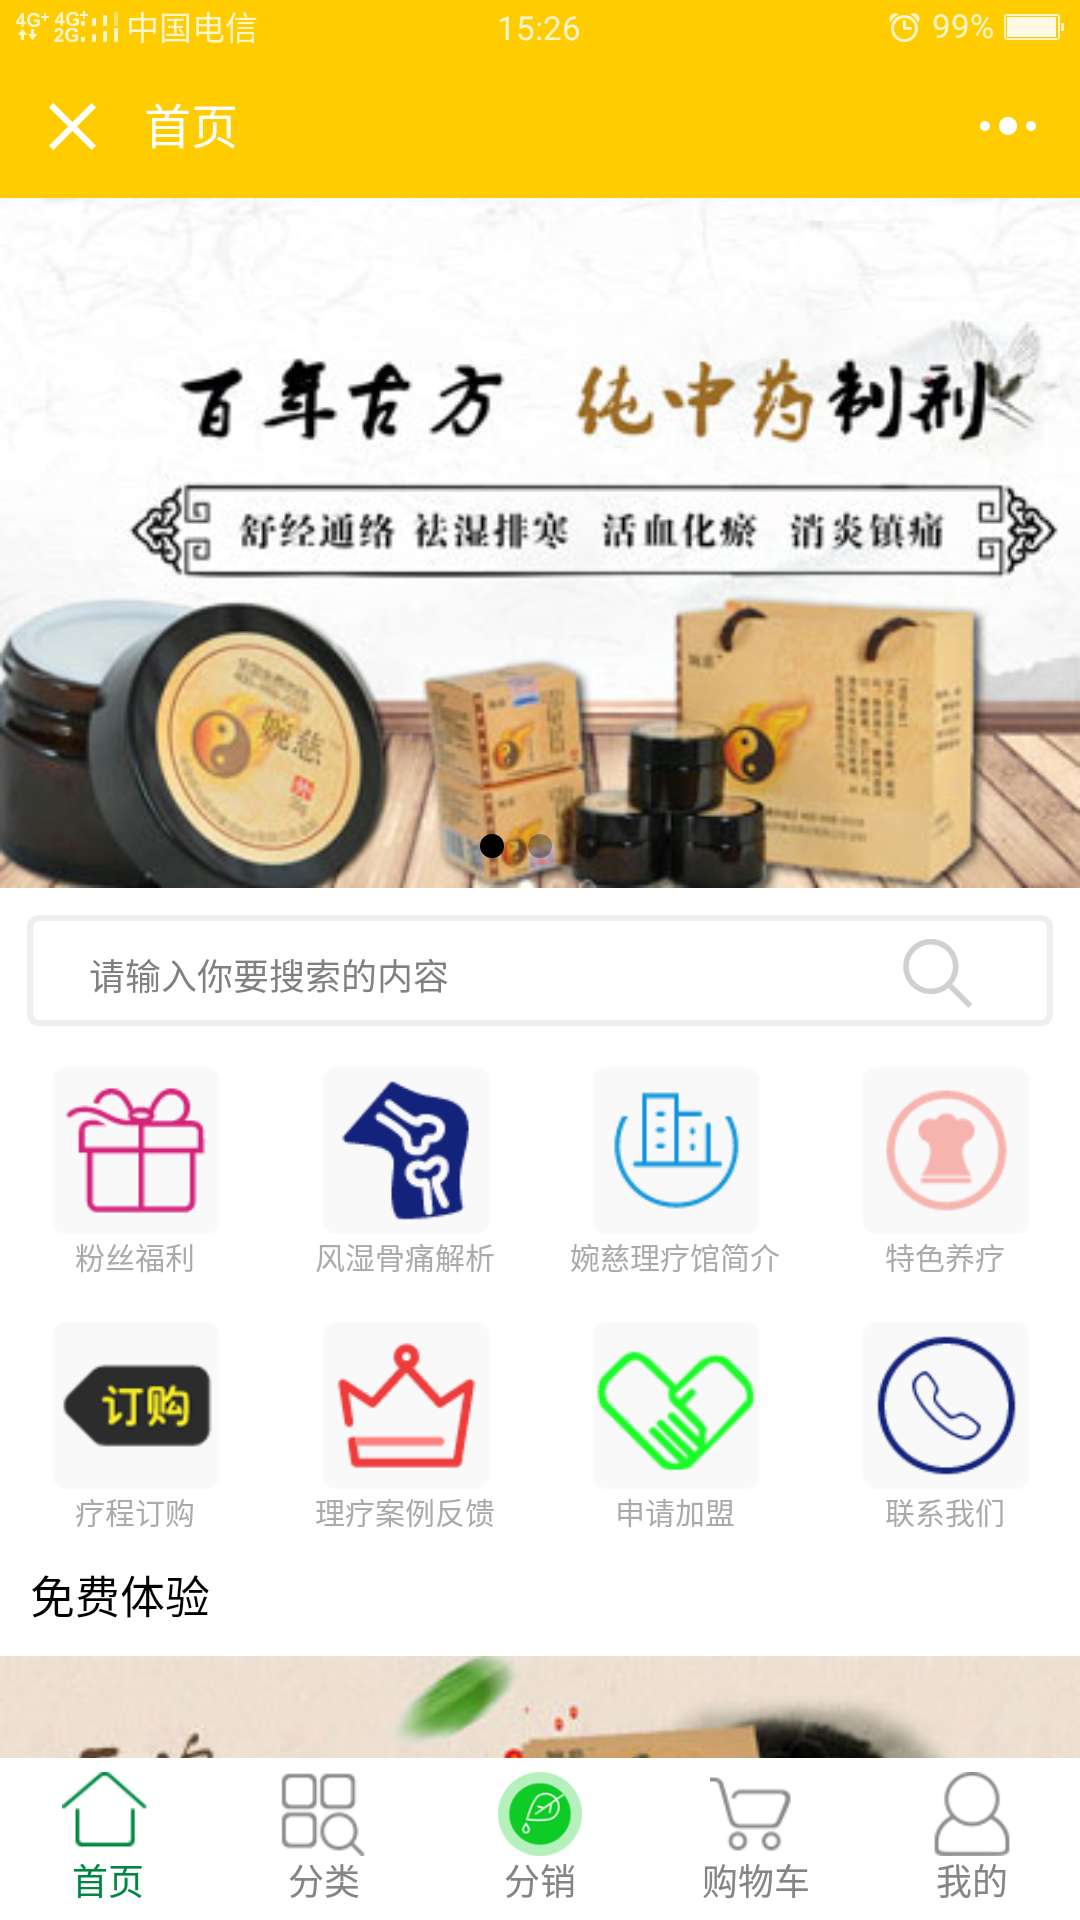 4G+ 4G+ 2G 中国电信 15:26 99%
首页
百年古方 纯中药制剂
舒经通络 祛湿排寒 活血化瘀 消炎镇痛
婉慈
请输入你要搜索的内容
粉丝福利 风湿骨痛解析 婉慈理疗馆简介 特色养疗
订购
疗程订购 理疗案例反馈 申请加盟 联系我们
免费体验
首页 分类 分销 购物车 我的